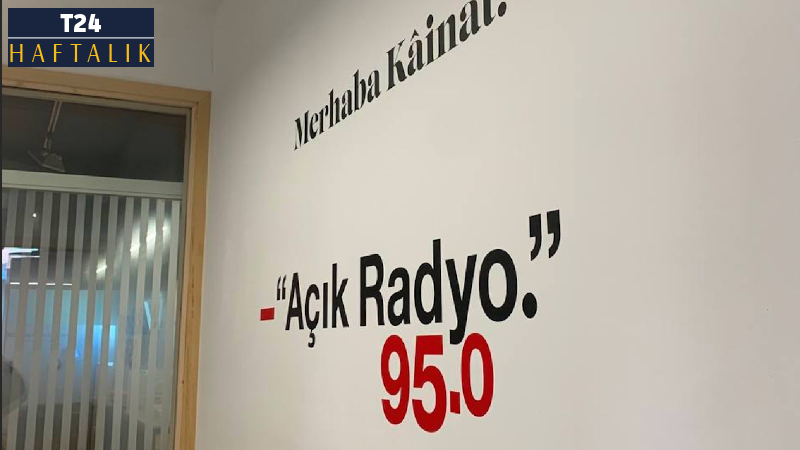 T24
HAFTALIK
Merhaba Kâinat!
–“Açık Radyo.”
95.0